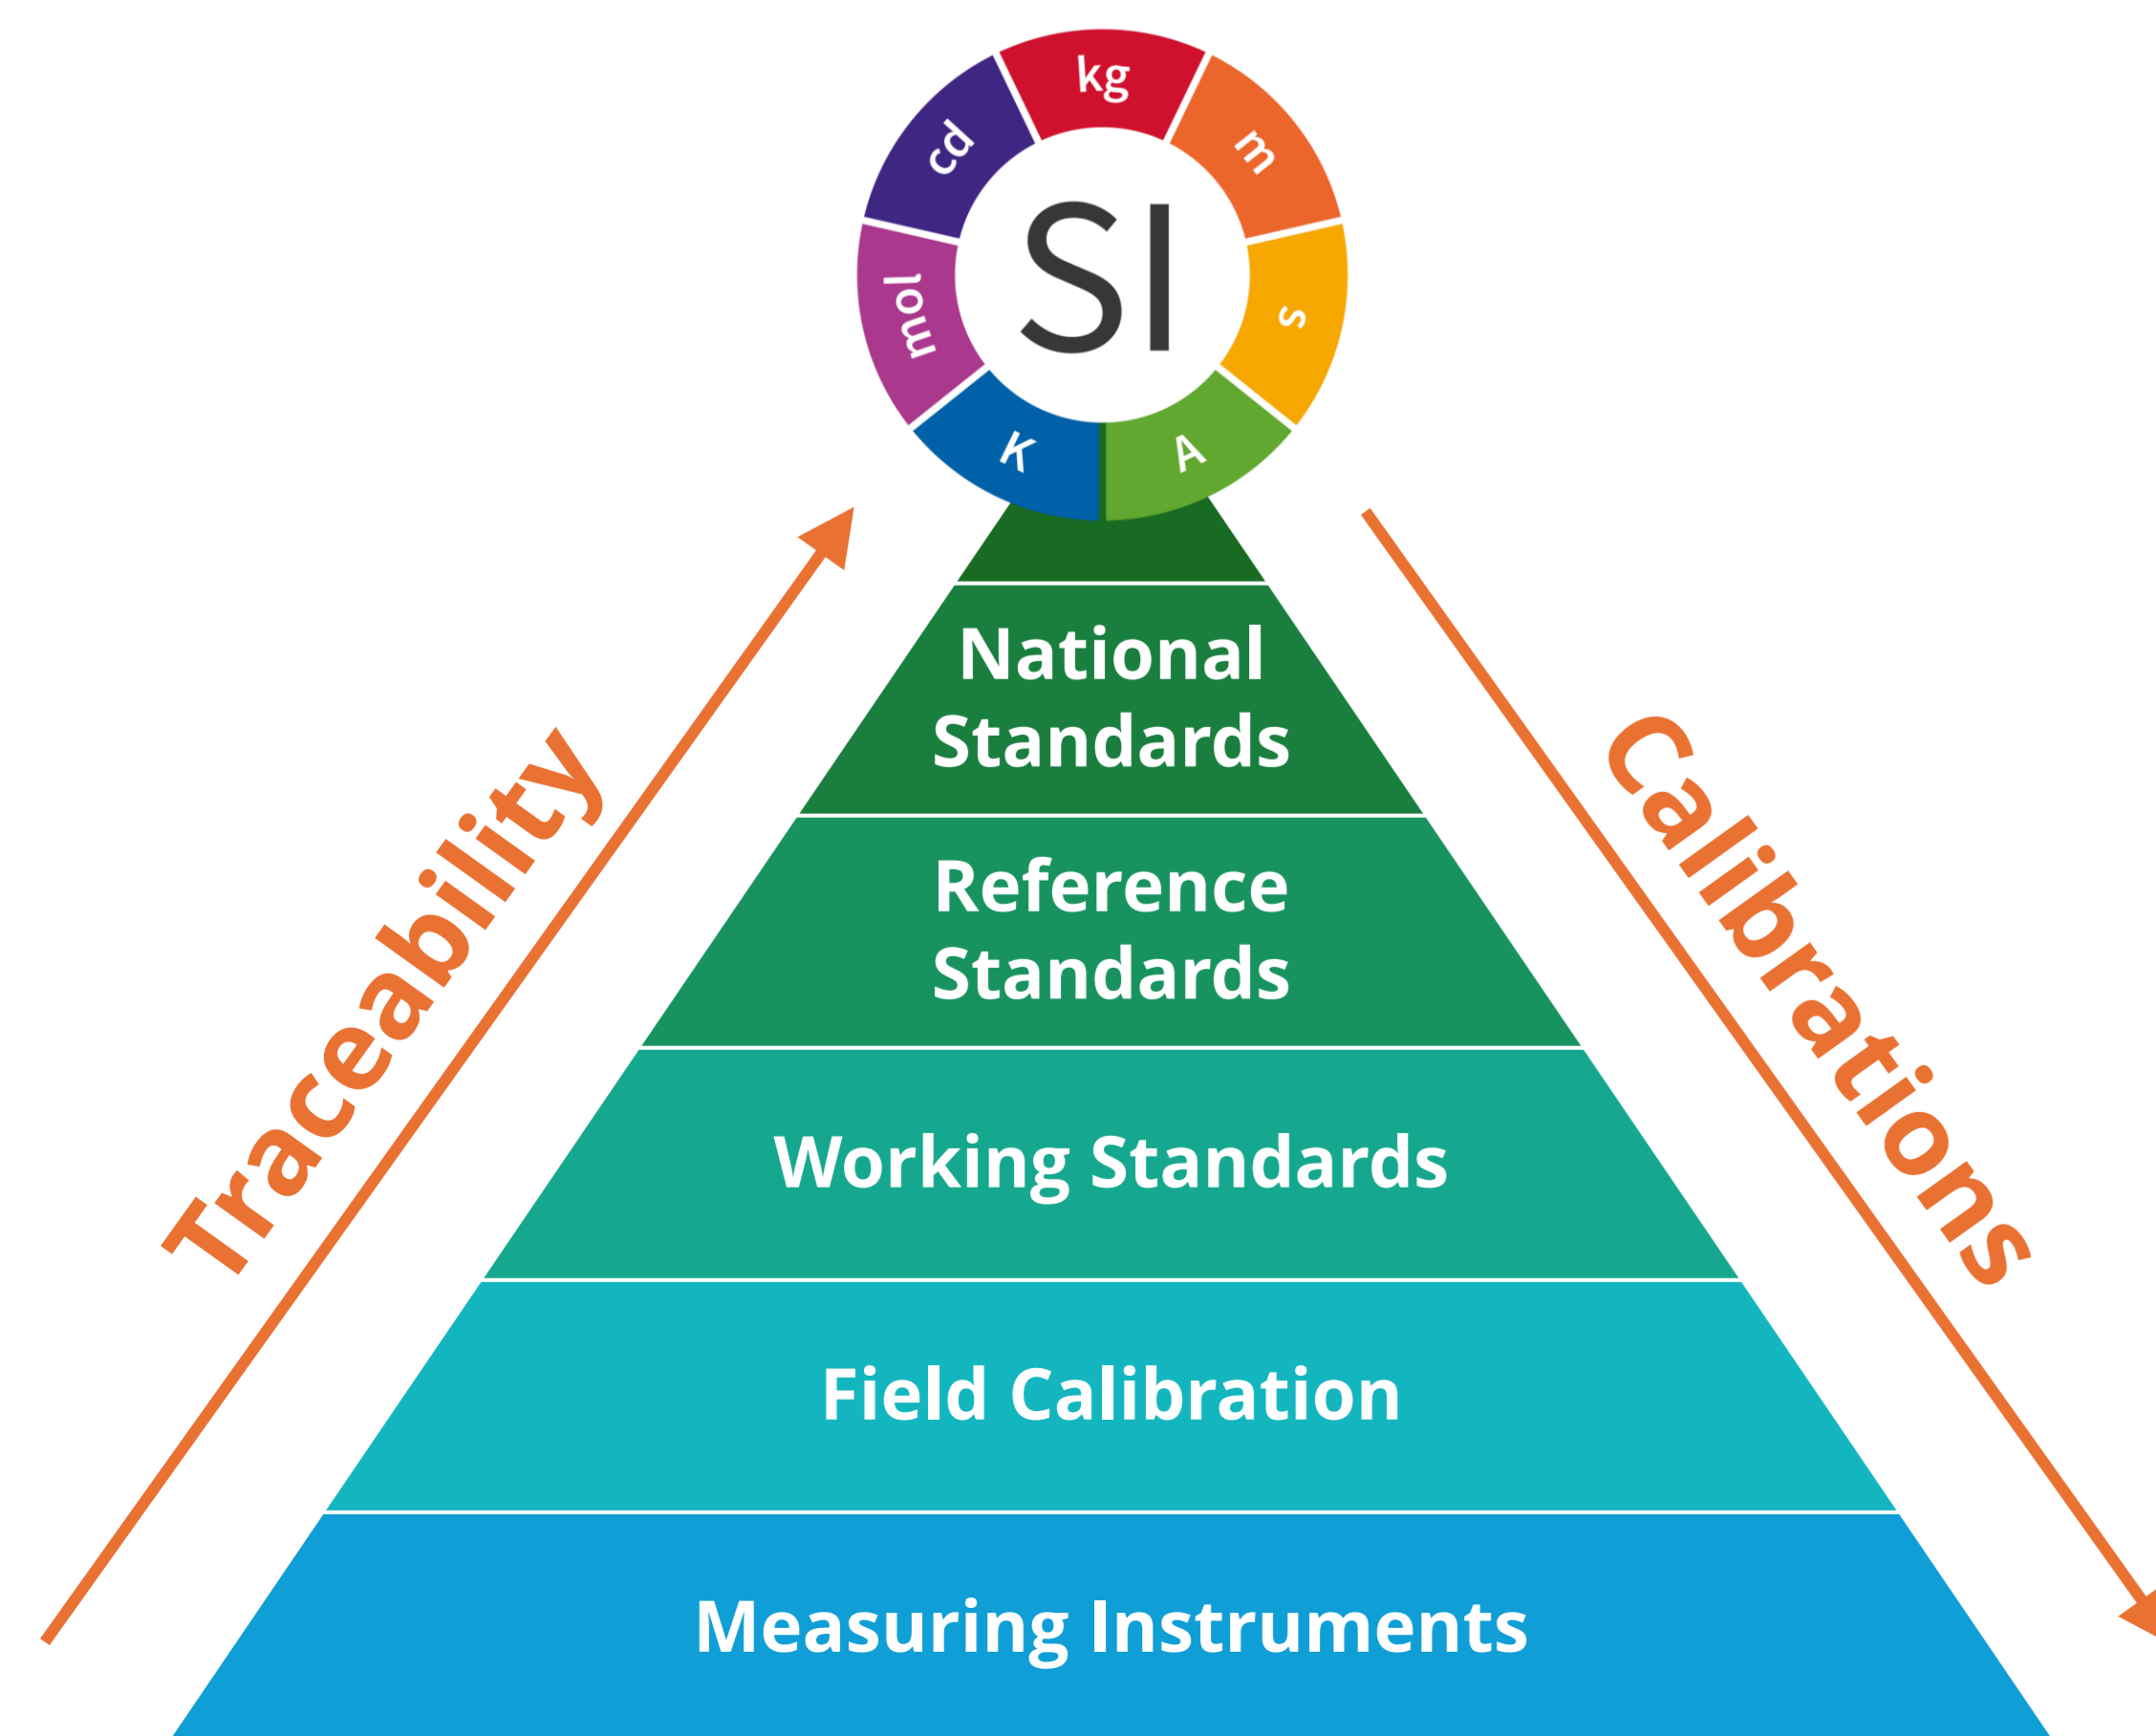 kg
m
s
A
K
mol
cd
SI
National
Standards
Reference
Standards
Working Standards
Field Calibration
Measuring Instruments
Traceability
Calibrations